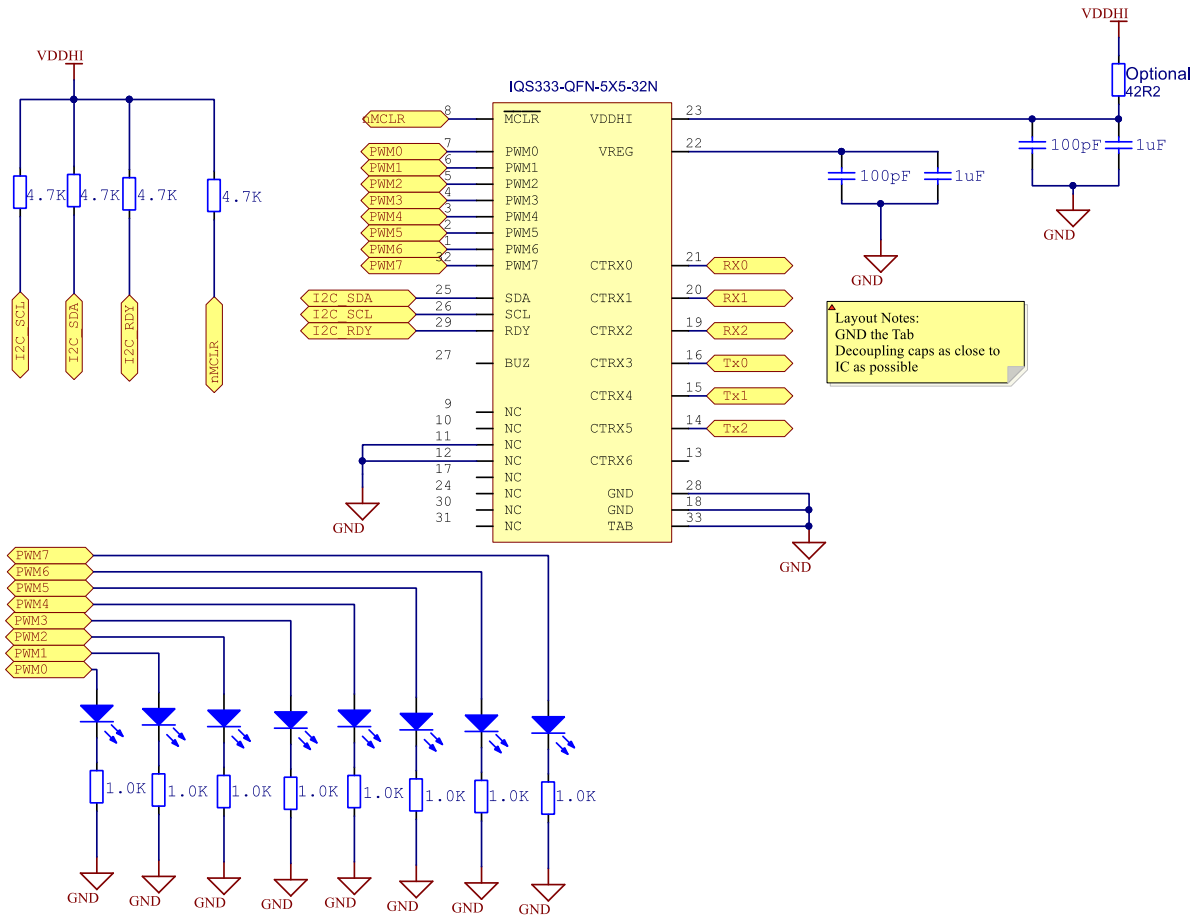 VDDHI
4.7K
4.7K
4.7K
4.7K
I2C SCL
I2C_SDA
I2C_RDY
nMCLR
IQS333-QFN-5X5-32N
nMCLR 8 MCLR
PWM0 7 PWM0
PWM1 6 PWM1
PWM2 5 PWM2
PWM3 4 PWM3
PWM4 3 PWM4
PWM5 2 PWM5
PWM6 1 PWM6
PWM7 32 PWM7
I2C_SDA 25 SDA
I2C_SCL 26 SCL
I2C_RDY 29 RDY
27 BUZ
9 NC
10 NC
11 NC
12 NC
17 NC
24 NC
30 NC
31 NC
GND
VDDHI 23
VREG 22
CTRX0 21 RX0
CTRX1 20 RX1
CTRX2 19 RX2
CTRX3 16 Tx0
CTRX4 15 Tx1
CTRX5 14 Tx2
CTRX6 13
GND 28
GND 18
TAB 33
GND
VDDHI
Optional
42R2
100pF
1uF
GND
100pF
1uF
GND
Layout Notes:
GND the Tab
Decoupling caps as close to
IC as possible
PWM7
PWM6
PWM5
PWM4
PWM3
PWM2
PWM1
PWM0
1.0K
1.0K
1.0K
1.0K
1.0K
1.0K
1.0K
1.0K
GND
GND
GND
GND
GND
GND
GND
GND